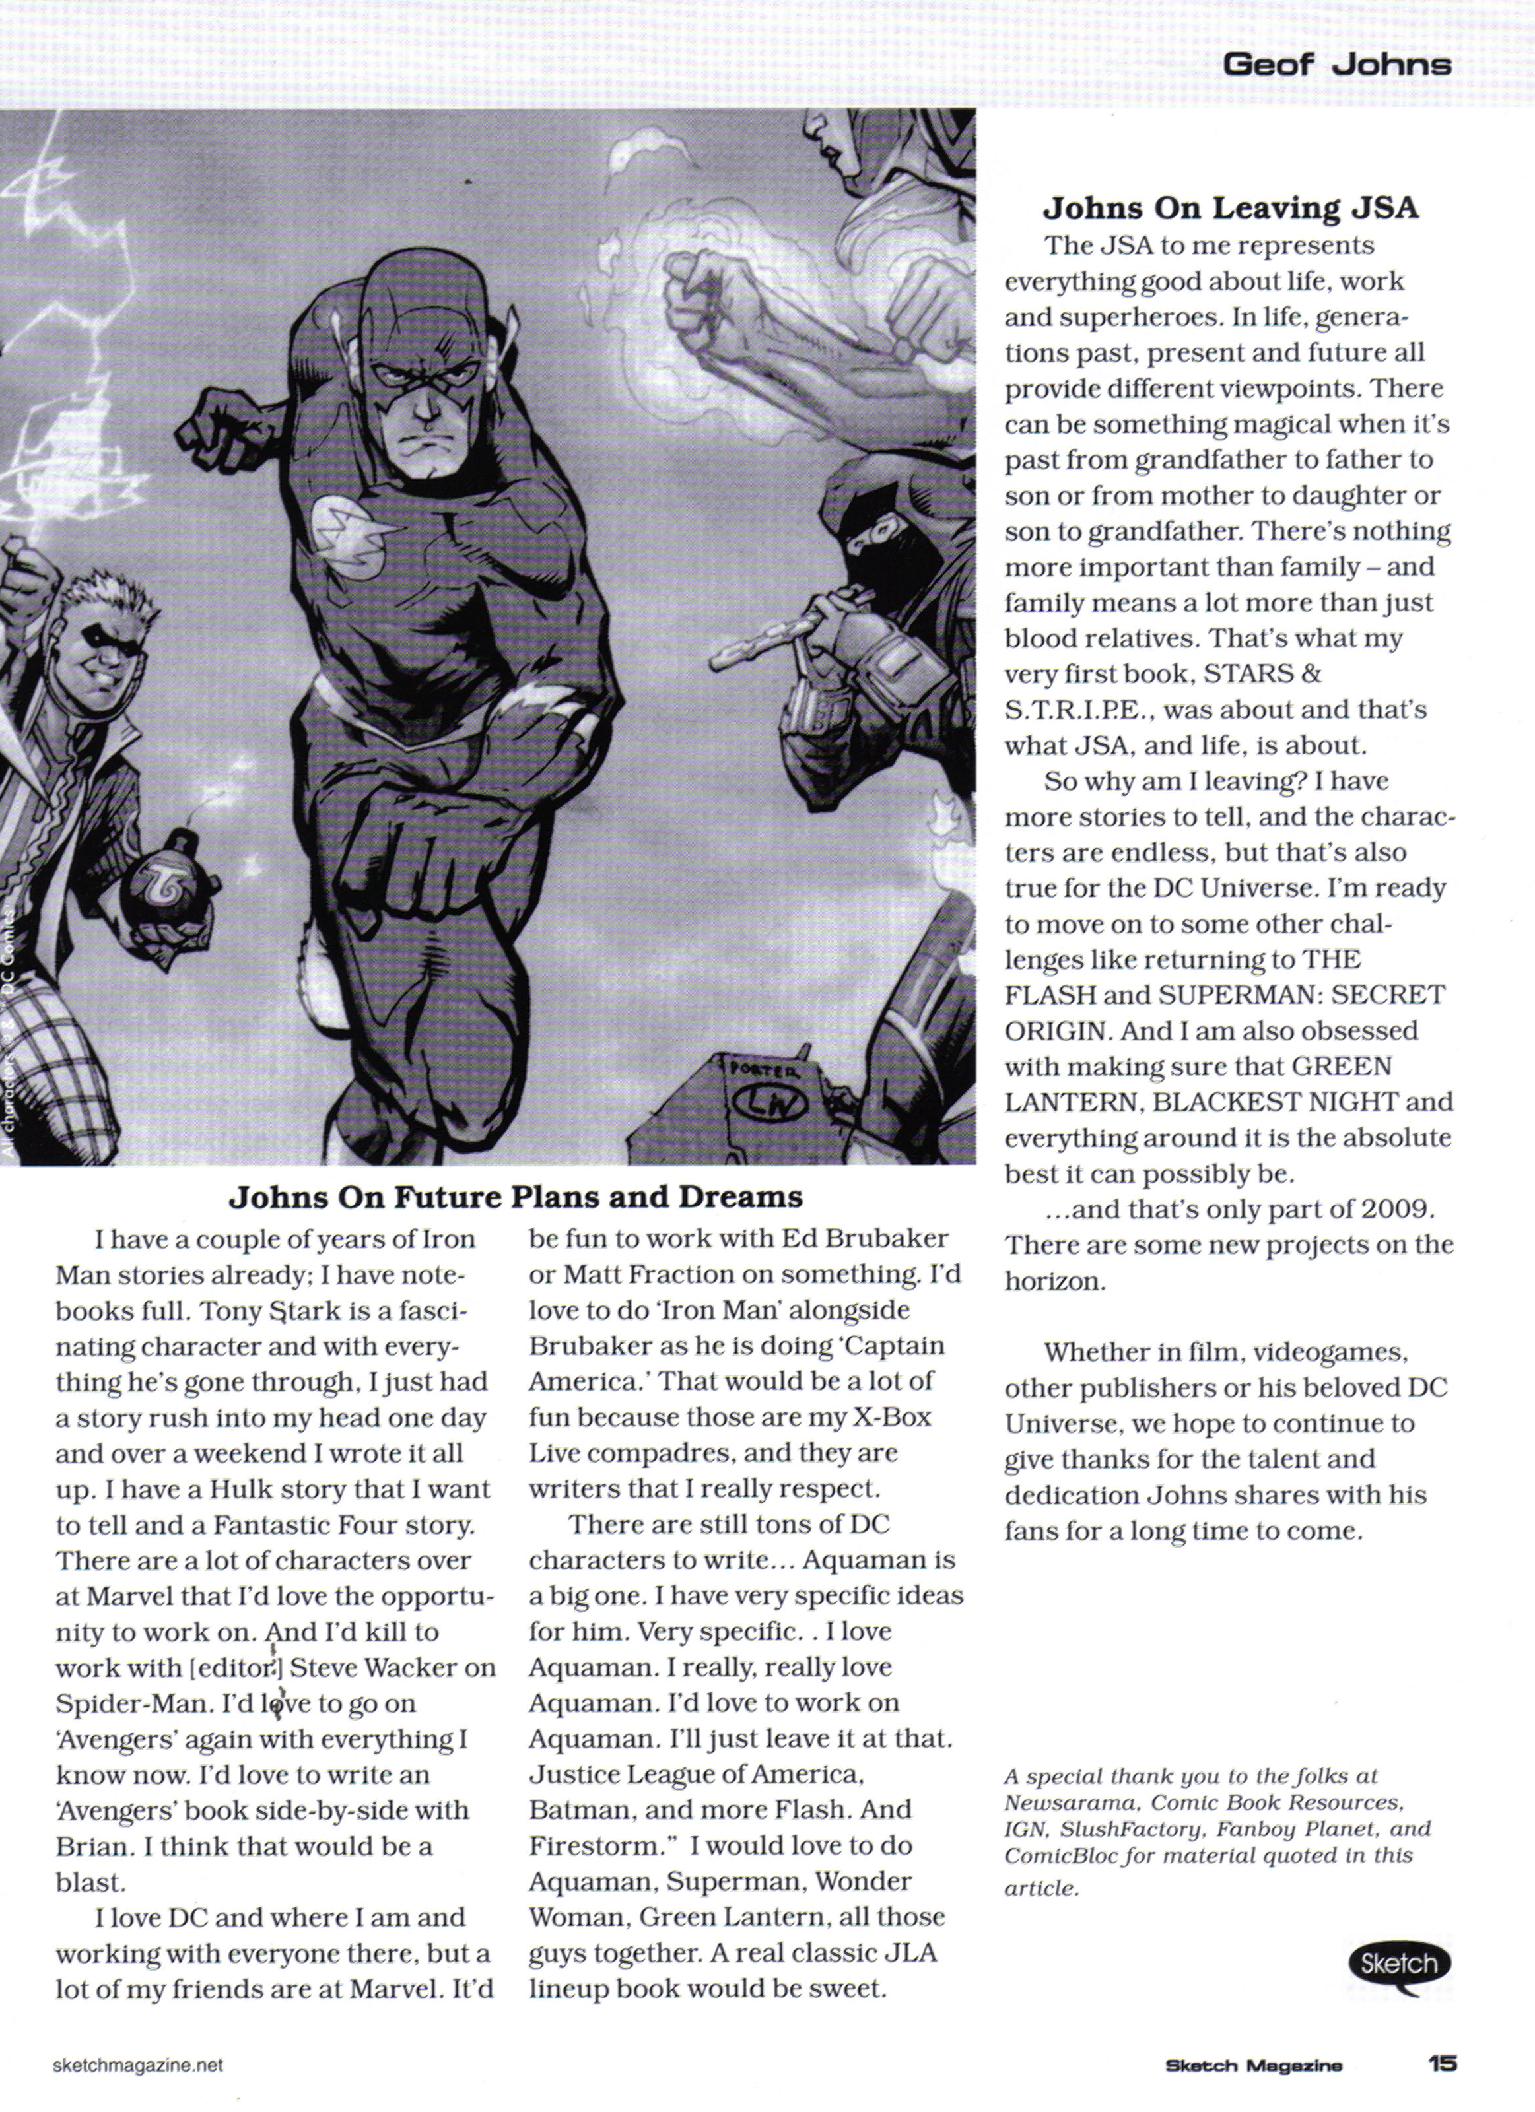 Geof Johns
All characters © & ™ DC Comics
T
PORTER
Liv
Johns On Future Plans and Dreams
I have a couple of years of Iron
Man stories already; I have note-
books full. Tony Stark is a fasci-
nating character and with every-
thing he's gone through, I just had
a story rush into my head one day
and over a weekend I wrote it all
up. I have a Hulk story that I want
to tell and a Fantastic Four story.
There are a lot of characters over
at Marvel that I'd love the opportu-
nity to work on. And I'd kill to
work with [editor] Steve Wacker on
Spider-Man. I'd love to go on
'Avengers' again with everything I
know now. I'd love to write an
'Avengers' book side-by-side with
Brian. I think that would be a
blast.
I love DC and where I am and
working with everyone there, but a
lot of my friends are at Marvel. It'd
be fun to work with Ed Brubaker
or Matt Fraction on something. I'd
love to do 'Iron Man' alongside
Brubaker as he is doing 'Captain
America.' That would be a lot of
fun because those are my X-Box
Live compadres, and they are
writers that I really respect.
There are still tons of DC
characters to write... Aquaman is
a big one. I have very specific ideas
for him. Very specific. . I love
Aquaman. I really, really love
Aquaman. I'd love to work on
Aquaman. I'll just leave it at that.
Justice League of America,
Batman, and more Flash. And
Firestorm." I would love to do
Aquaman, Superman, Wonder
Woman, Green Lantern, all those
guys together. A real classic JLA
lineup book would be sweet.
Johns On Leaving JSA
The JSA to me represents
everything good about life, work
and superheroes. In life, genera-
tions past, present and future all
provide different viewpoints. There
can be something magical when it's
past from grandfather to father to
son or from mother to daughter or
son to grandfather. There's nothing
more important than family – and
family means a lot more than just
blood relatives. That's what my
very first book, STARS &
S.T.R.I.P.E., was about and that's
what JSA, and life, is about.
So why am I leaving? I have
more stories to tell, and the charac-
ters are endless, but that's also
true for the DC Universe. I'm ready
to move on to some other chal-
lenges like returning to THE
FLASH and SUPERMAN: SECRET
ORIGIN. And I am also obsessed
with making sure that GREEN
LANTERN, BLACKEST NIGHT and
everything around it is the absolute
best it can possibly be.
...and that's only part of 2009.
There are some new projects on the
horizon.
Whether in film, videogames,
other publishers or his beloved DC
Universe, we hope to continue to
give thanks for the talent and
dedication Johns shares with his
fans for a long time to come.
A special thank you to the folks at
Newsarama, Comic Book Resources,
IGN, SlushFactory, Fanboy Planet, and
ComicBloc for material quoted in this
article.
Sketch
sketchmagazine.net
Sketch Magazine
15